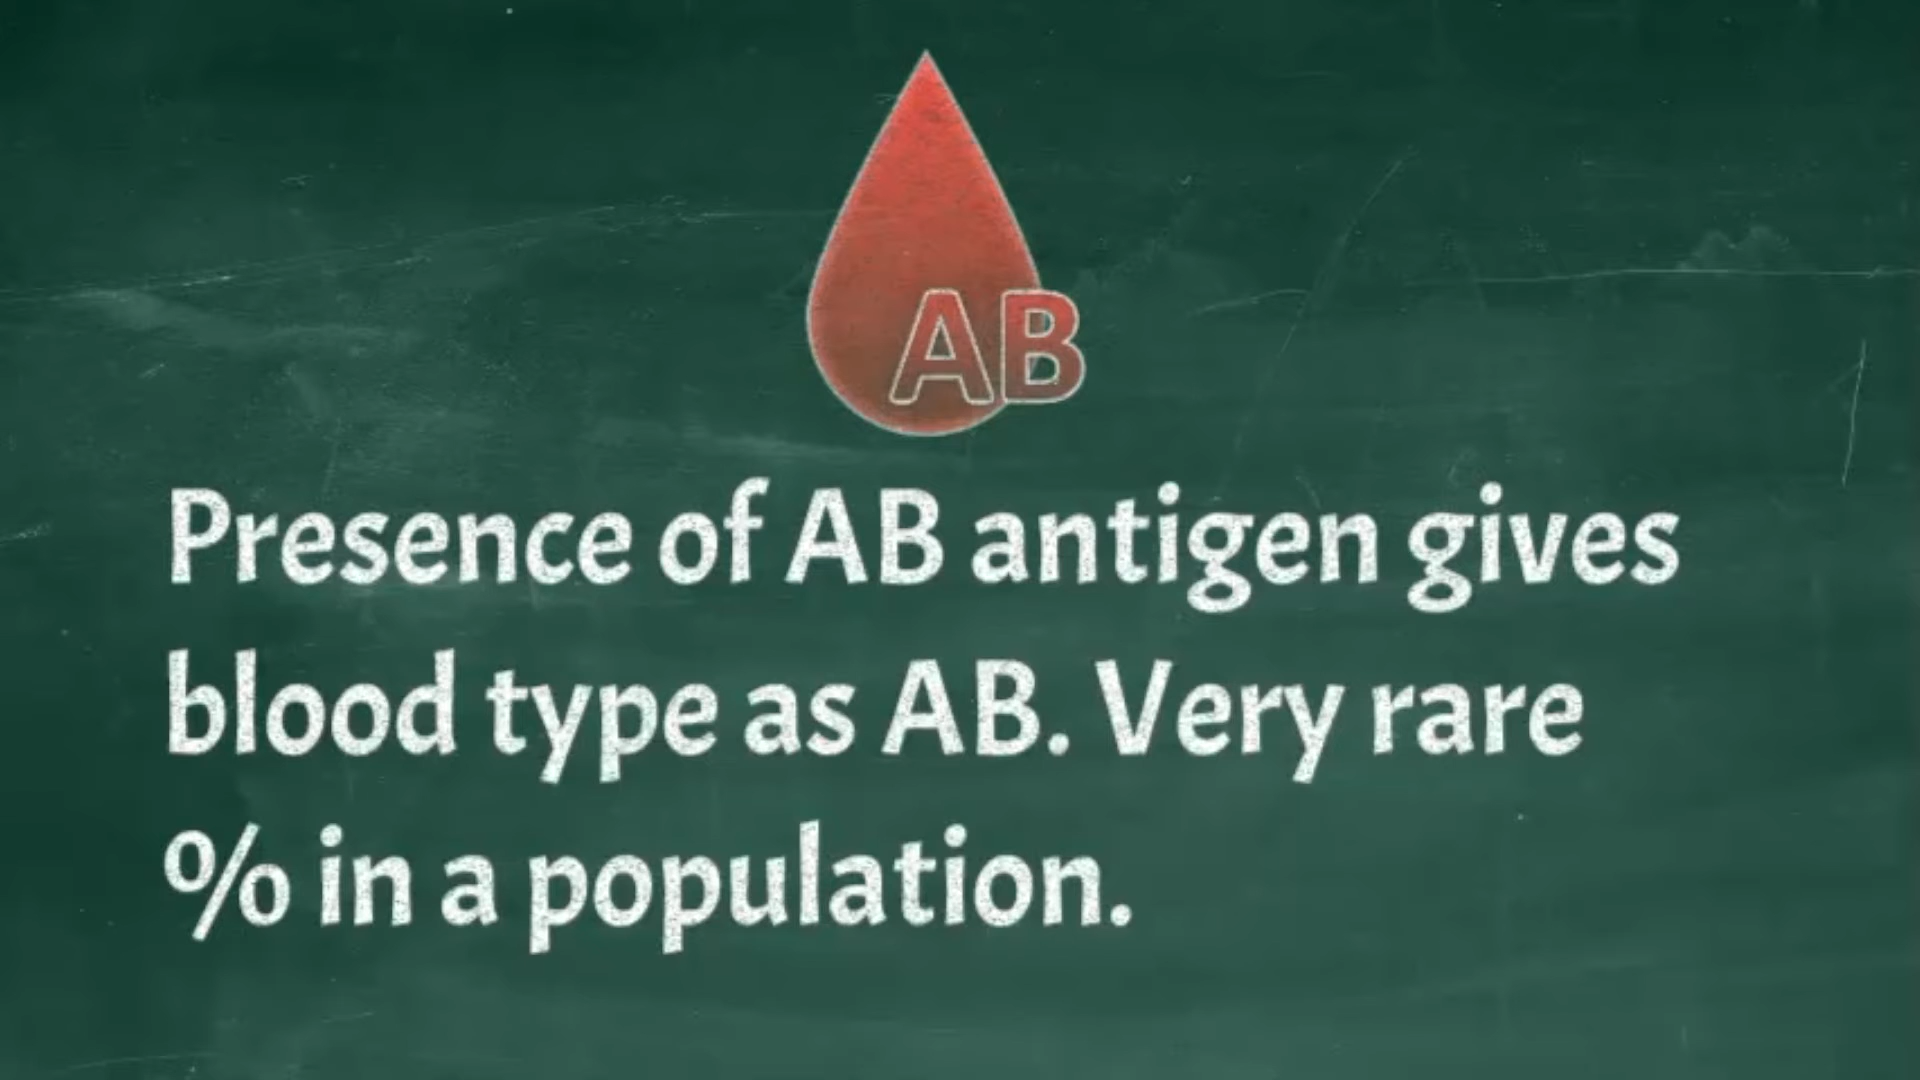 AB
Presence of AB antigen gives
blood type as AB. Very rare
% in a population.